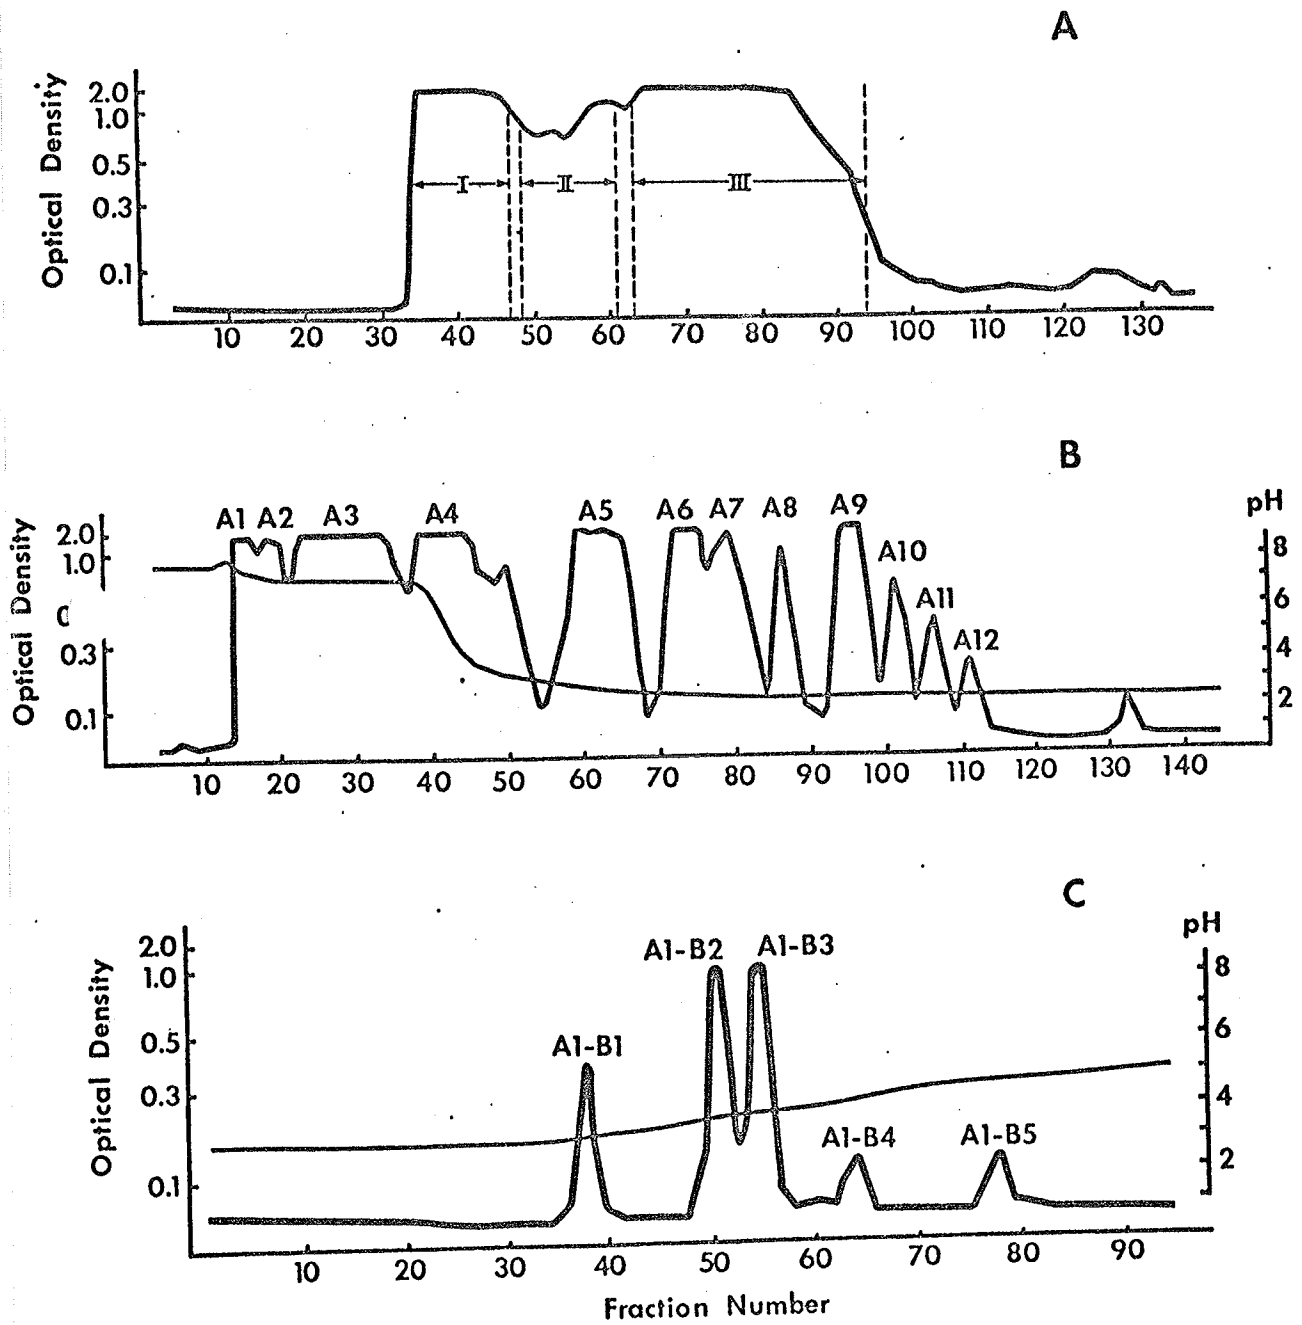 A
Optical Density
2.0
1.0
0.5
0.3
0.1
I II III
10 20 30 40 50 60 70 80 90 100 110 120 130
B
pH
Optical Density
2.0
1.0
0.3
0.1
A1 A2 A3 A4 A5 A6 A7 A8 A9
A10
A11
A12
8
6
4
2
10 20 30 40 50 60 70 80 90 100 110 120 130 140
C
pH
Optical Density
2.0
1.0
0.5
0.3
0.1
A1-B2 A1-B3
A1-B1
A1-B4 A1-B5
8
6
4
2
10 20 30 40 50 60 70 80 90
Fraction Number